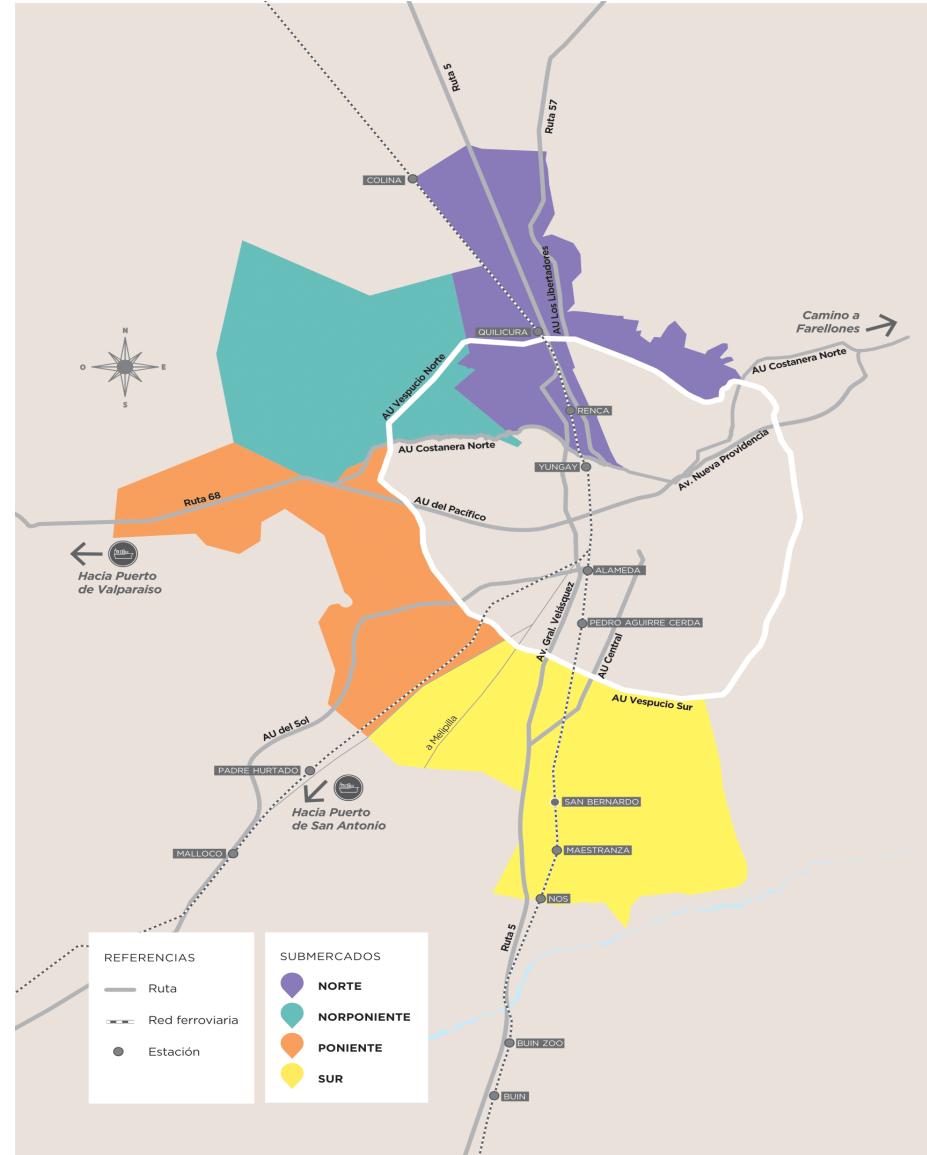 Ruta 5
Ruta 57
COLINA
AU Los Libertadores
Camino a
Farellones
QUILICURA
N
O
E
S
AU Vespucio Norte
AU Costanera Norte
RENCA
AU Costanera Norte
YUNGAY
Av. Nueva Providencia
Ruta 68
AU del Pacífico
Hacia Puerto
de Valparaiso
ALAMEDA
Av. Gral. Velásquez
PEDRO AGUIRRE CERDA
AU Central
AU Vespucio Sur
AU del Sol
a Melipilla
PADRE HURTADO
Hacia Puerto
de San Antonio
SAN BERNARDO
MALLOCO
MAESTRANZA
NOS
Ruta 5
REFERENCIAS
Ruta
Red ferroviaria
Estación
SUBMERCADOS
NORTE
NORPONIENTE
PONIENTE
SUR
BUIN ZOO
BUIN